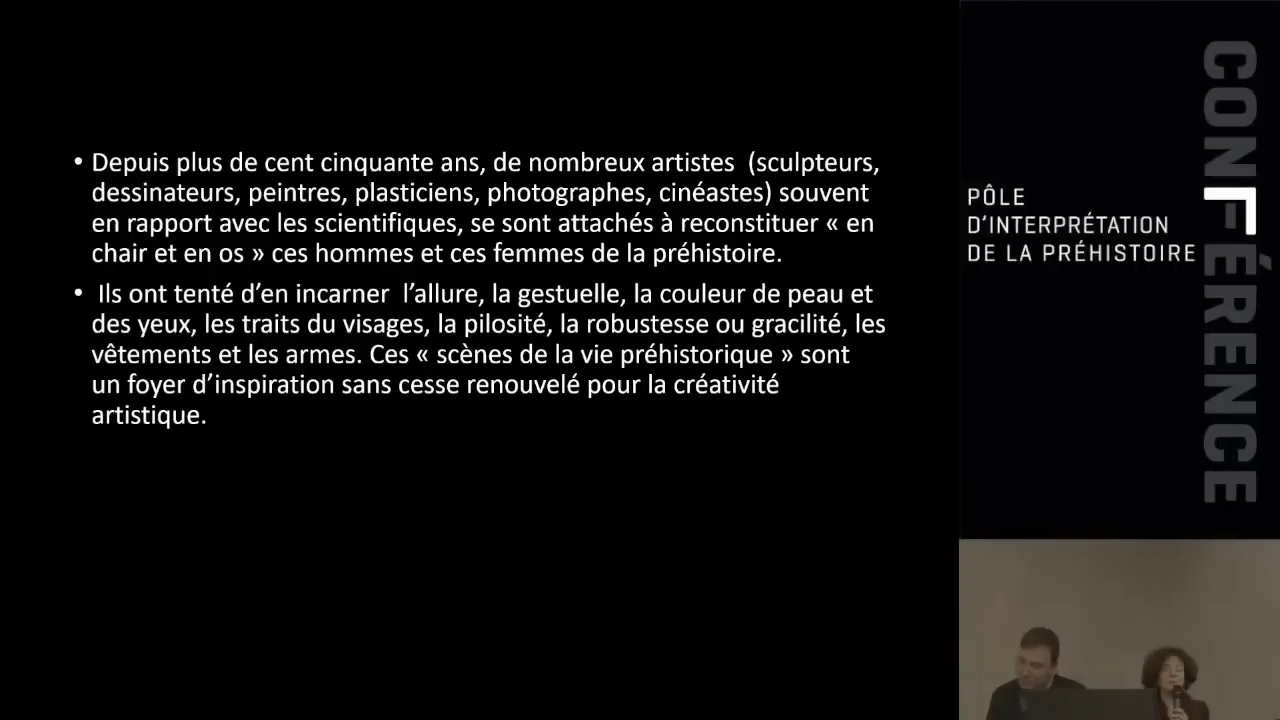 • Depuis plus de cent cinquante ans, de nombreux artistes (sculpteurs,
dessinateurs, peintres, plasticiens, photographes, cinéastes) souvent
en rapport avec les scientifiques, se sont attachés à reconstituer « en
chair et en os » ces hommes et ces femmes de la préhistoire.
• Ils ont tenté d’en incarner l’allure, la gestuelle, la couleur de peau et
des yeux, les traits du visages, la pilosité, la robustesse ou gracilité, les
vêtements et les armes. Ces « scènes de la vie préhistorique » sont
un foyer d’inspiration sans cesse renouvelé pour la créativité
artistique.
PÔLE
D’INTERPRÉTATION
DE LA PRÉHISTOIRE
CONFÉRENCE